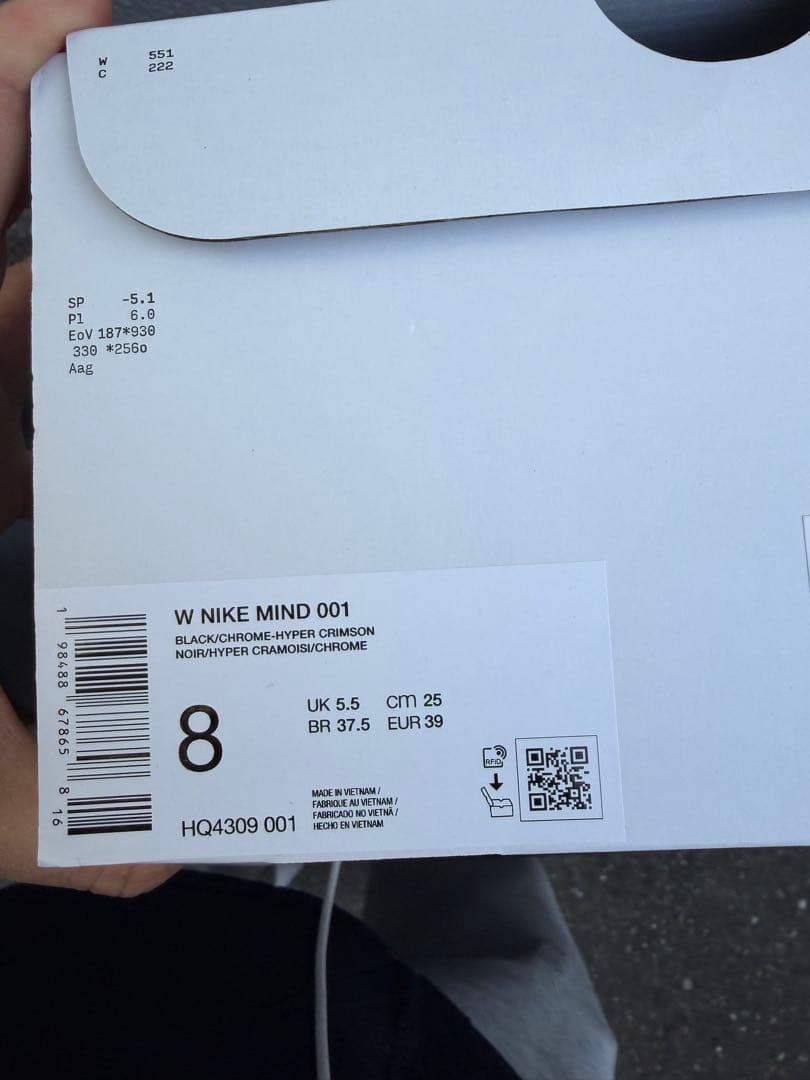 W 551
C 222
SP -5.1
Pl 6.0
EoV 187*930
330 *256o
Aag
W NIKE MIND 001
BLACK/CHROME-HYPER CRIMSON
NOIR/HYPER CRAMOISI/CHROME
8
UK 5.5 cm 25
BR 37.5 EUR 39
MADE IN VIETNAM /
FABRIQUE AU VIETNAM /
FABRICADO NO VIETNÃ /
HECHO EN VIETNAM
HQ4309 001
RFID
1 98488 67865 8 16